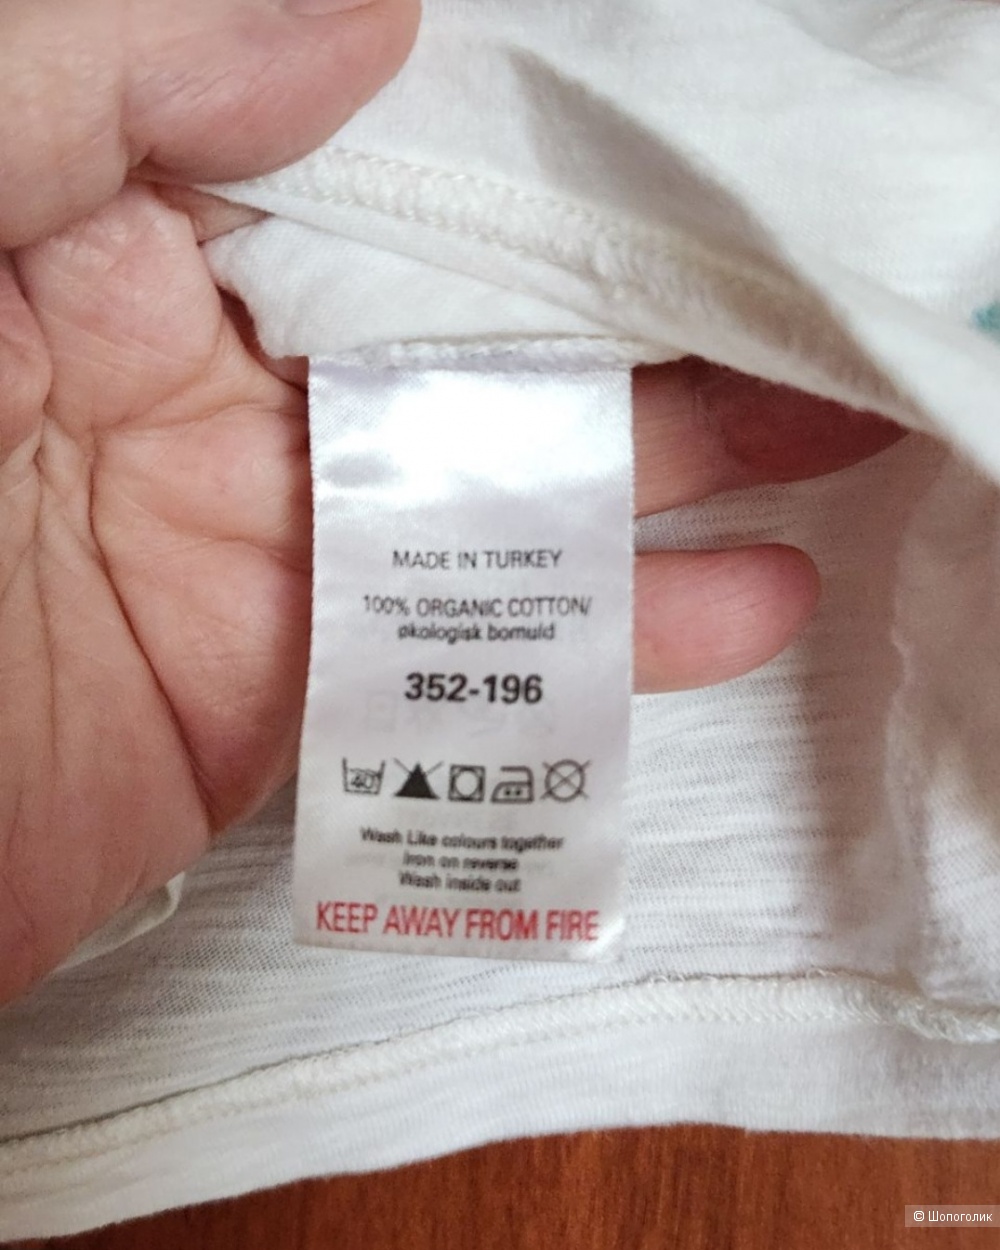 MADE IN TURKEY
100% ORGANIC COTTON/
økologisk bomuld
352-196
40
Wash Like colours together
Iron on reverse
Wash inside out
KEEP AWAY FROM FIRE
© Шопоголик